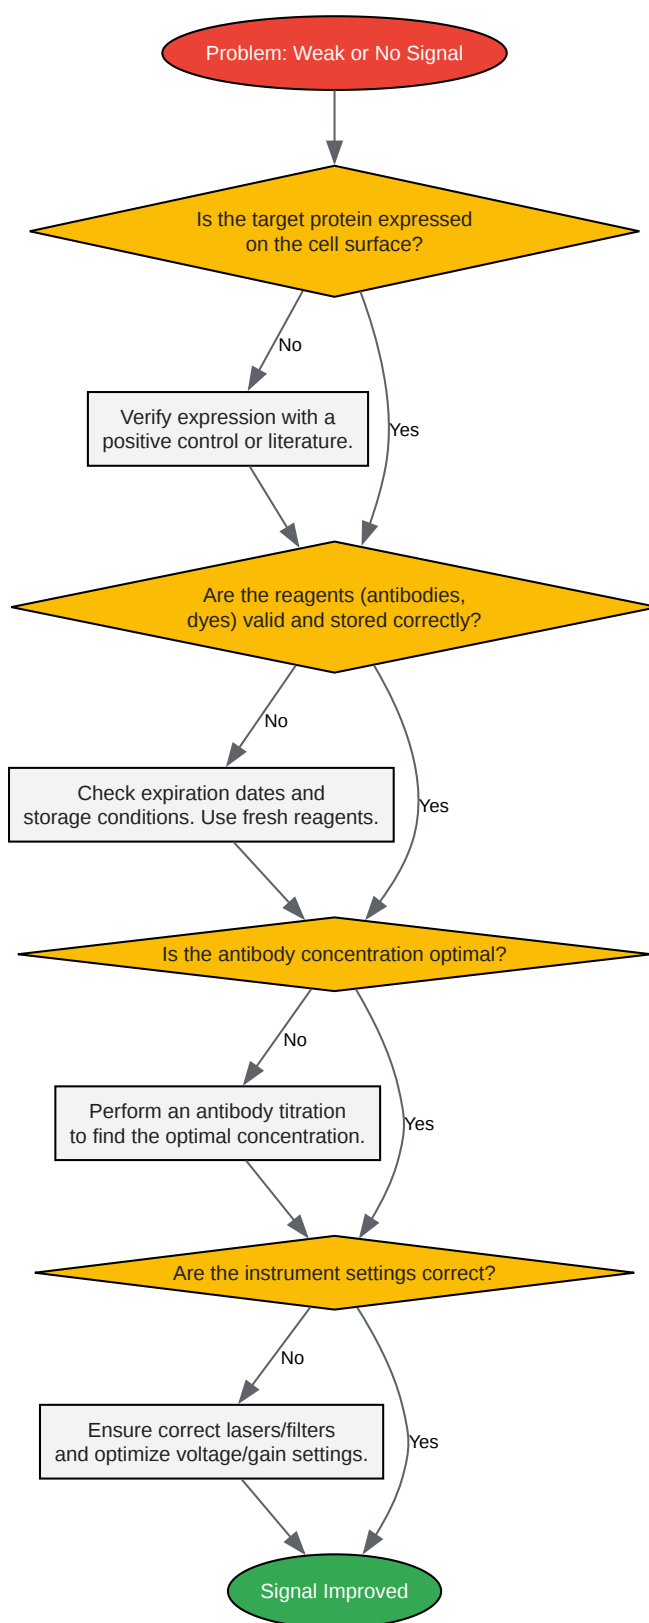 Problem: Weak or No Signal
Is the target protein expressed
on the cell surface?
No
Verify expression with a
positive control or literature.
Yes
Are the reagents (antibodies,
dyes) valid and stored correctly?
No
Check expiration dates and
storage conditions. Use fresh reagents.
Yes
Is the antibody concentration optimal?
No
Perform an antibody titration
to find the optimal concentration.
Yes
Are the instrument settings correct?
No
Ensure correct lasers/filters
and optimize voltage/gain settings.
Yes
Signal Improved